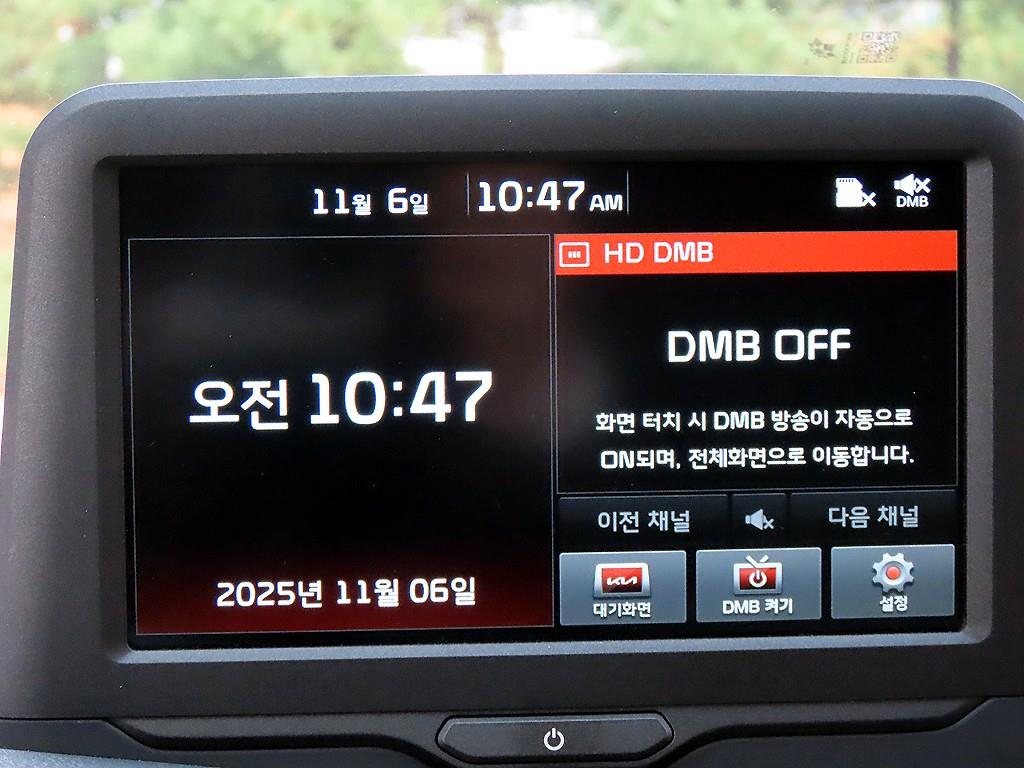 11월 6일 10:47 AM
DMB
HD DMB
DMB OFF
화면 터치 시 DMB 방송이 자동으로
ON되며, 전체화면으로 이동합니다.
오전 10:47
2025년 11월 06일
이전 채널 다음 채널
KIA
대기화면 DMB 켜기 설정